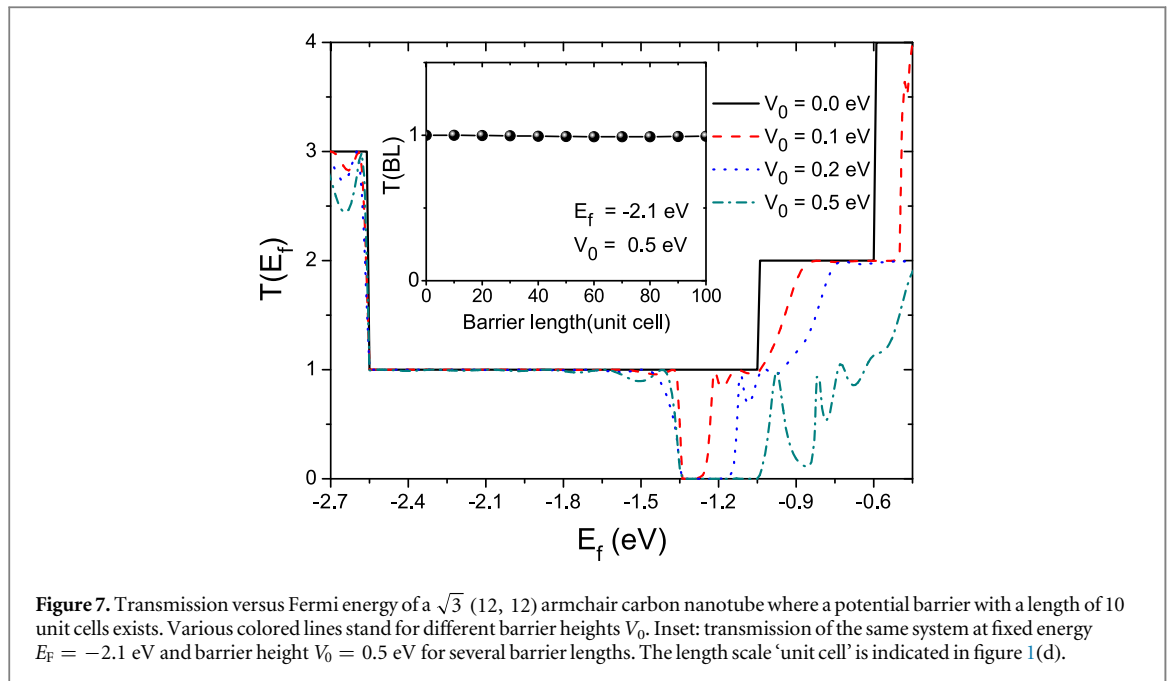 4
3
2
1
0
T(E_f)
-2.7 -2.4 -2.1 -1.8 -1.5 -1.2 -0.9 -0.6
E_f (eV)
1
0
T(BL)
0 20 40 60 80 100
Barrier length(unit cell)
E_f = -2.1 eV
V_0 = 0.5 eV
V_0 = 0.0 eV
V_0 = 0.1 eV
V_0 = 0.2 eV
V_0 = 0.5 eV
Figure 7. Transmission versus Fermi energy of a √3 (12, 12) armchair carbon nanotube where a potential barrier with a length of 10
unit cells exists. Various colored lines stand for different barrier heights V_0. Inset: transmission of the same system at fixed energy
E_F = −2.1 eV and barrier height V_0 = 0.5 eV for several barrier lengths. The length scale ‘unit cell’ is indicated in figure 1(d).